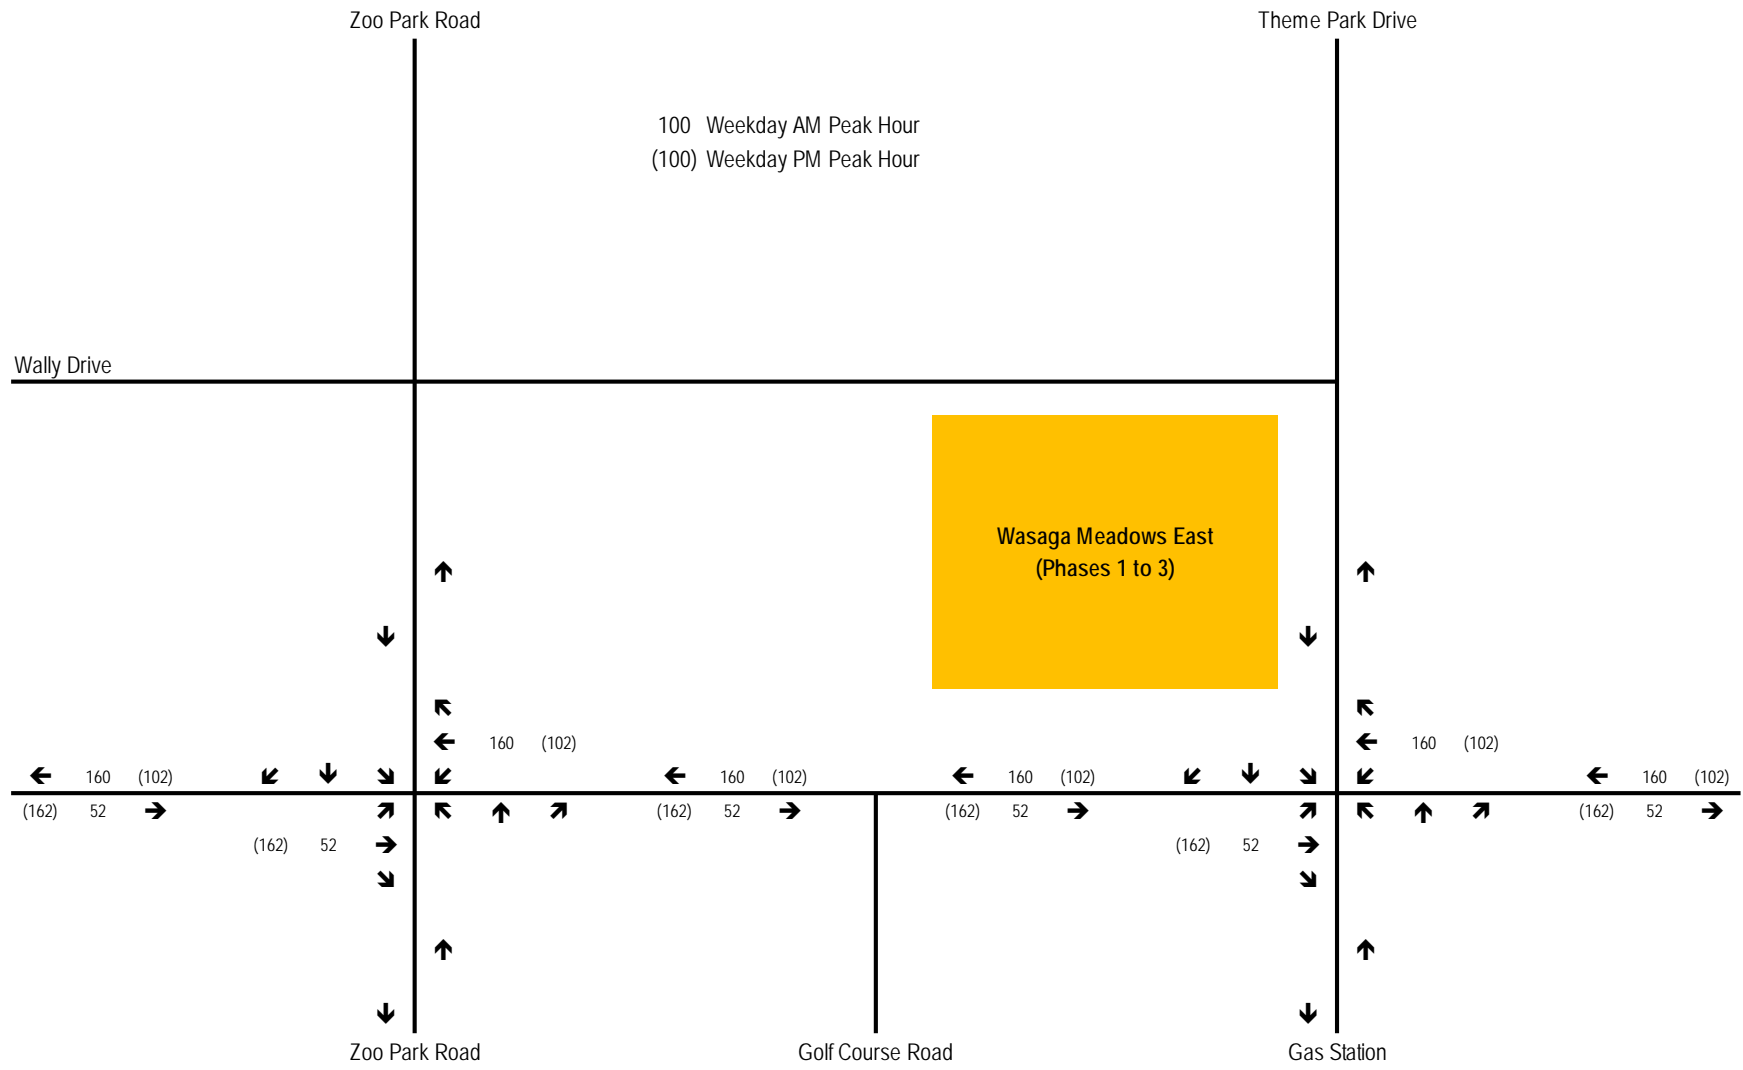 Zoo Park Road
Theme Park Drive
100 Weekday AM Peak Hour
(100) Weekday PM Peak Hour
Wally Drive
Wasaga Meadows East
(Phases 1 to 3)
160 (102)
160 (102)
160 (102)
160 (102)
160 (102)
160 (102)
(162) 52
(162) 52
(162) 52
(162) 52
(162) 52
(162) 52
Zoo Park Road
Golf Course Road
Gas Station